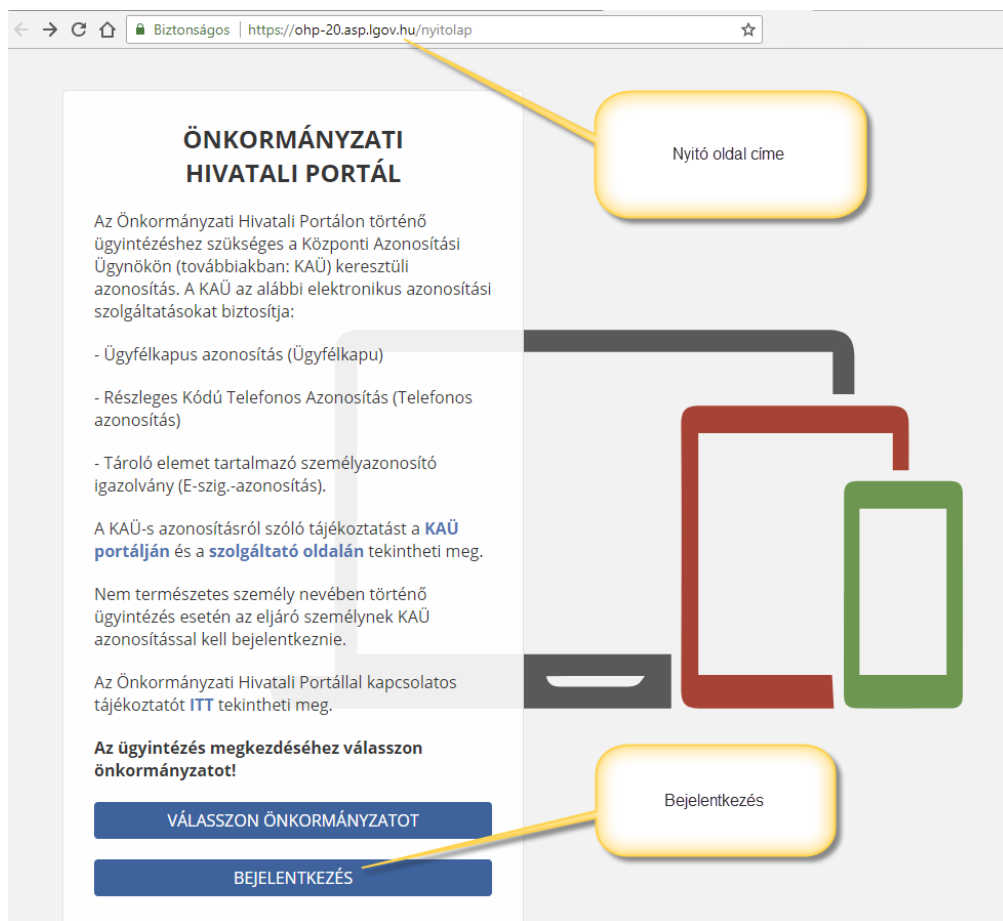 Biztonságos | https://ohp-20.asp.lgov.hu/nyitolap
Nyitó oldal címe
ÖNKORMÁNYZATI
HIVATALI PORTÁL
Az Önkormányzati Hivatali Portálon történő
ügyintézéshez szükséges a Központi Azonosítási
Ügynökön (továbbiakban: KAÜ) keresztüli
azonosítás. A KAÜ az alábbi elektronikus azonosítási
szolgáltatásokat biztosítja:
- Ügyfélkapus azonosítás (Ügyfélkapu)
- Részleges Kódú Telefonos Azonosítás (Telefonos
azonosítás)
- Tároló elemet tartalmazó személyazonosító
igazolvány (E-szig.-azonosítás).
A KAÜ-s azonosításról szóló tájékoztatást a KAÜ
portálján és a szolgáltató oldalán tekintheti meg.
Nem természetes személy nevében történő
ügyintézés esetén az eljáró személynek KAÜ
azonosítással kell bejelentkeznie.
Az Önkormányzati Hivatali Portállal kapcsolatos
tájékoztatót ITT tekintheti meg.
Az ügyintézés megkezdéséhez válasszon
önkormányzatot!
VÁLASSZON ÖNKORMÁNYZATOT
BEJELENTKEZÉS
Bejelentkezés